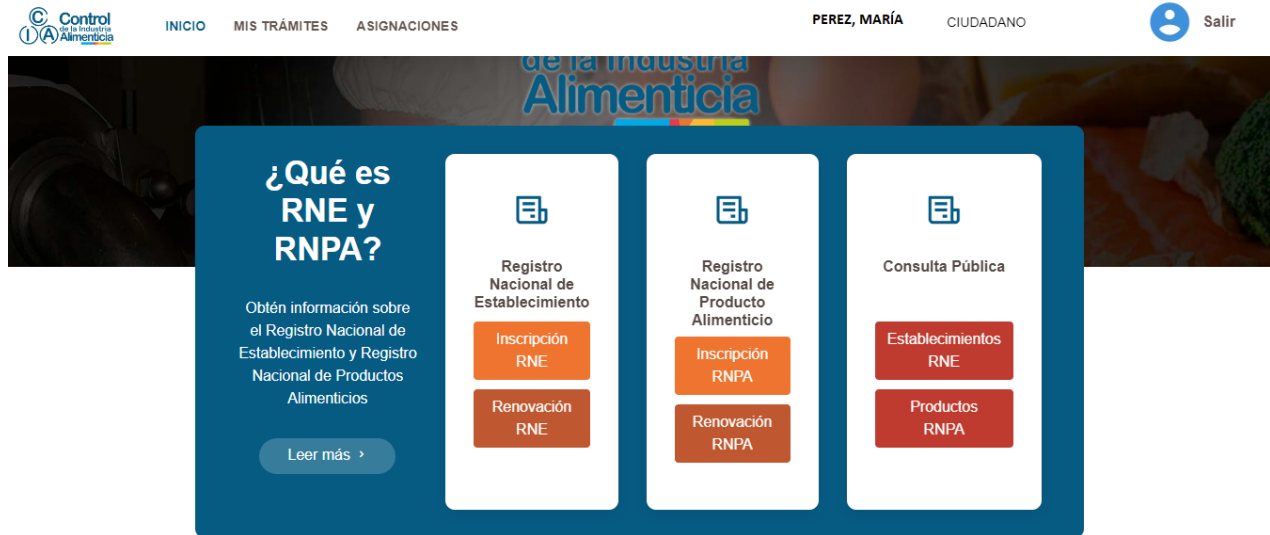 C I A
Control
de la Industria
Alimenticia
INICIO
MIS TRÁMITES
ASIGNACIONES
PEREZ, MARÍA
CIUDADANO
Salir
de la Industria
Alimenticia
¿Qué es
RNE y
RNPA?
Obtén información sobre
el Registro Nacional de
Establecimiento y Registro
Nacional de Productos
Alimenticios
Leer más ›
Registro
Nacional de
Establecimiento
Inscripción
RNE
Renovación
RNE
Registro
Nacional de
Producto
Alimenticio
Inscripción
RNPA
Renovación
RNPA
Consulta Pública
Establecimientos
RNE
Productos
RNPA